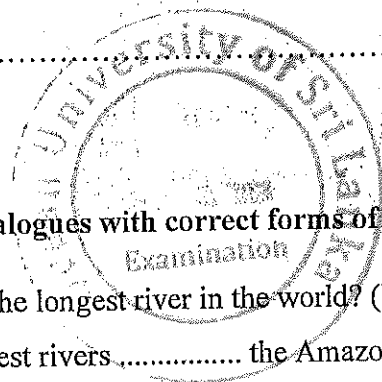 University of Sri Lanka
alogues with correct forms of
Examination
he longest river in the world? (
est rivers ,.............. the Amazo